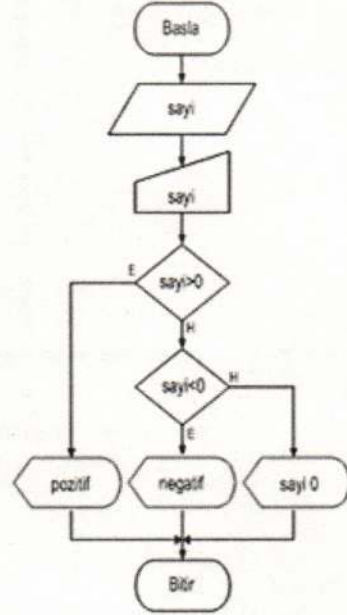 Basla
sayi
sayi
sayi>0
E
H
sayi<0
H
E
pozitif
negatif
sayi 0
Bitir